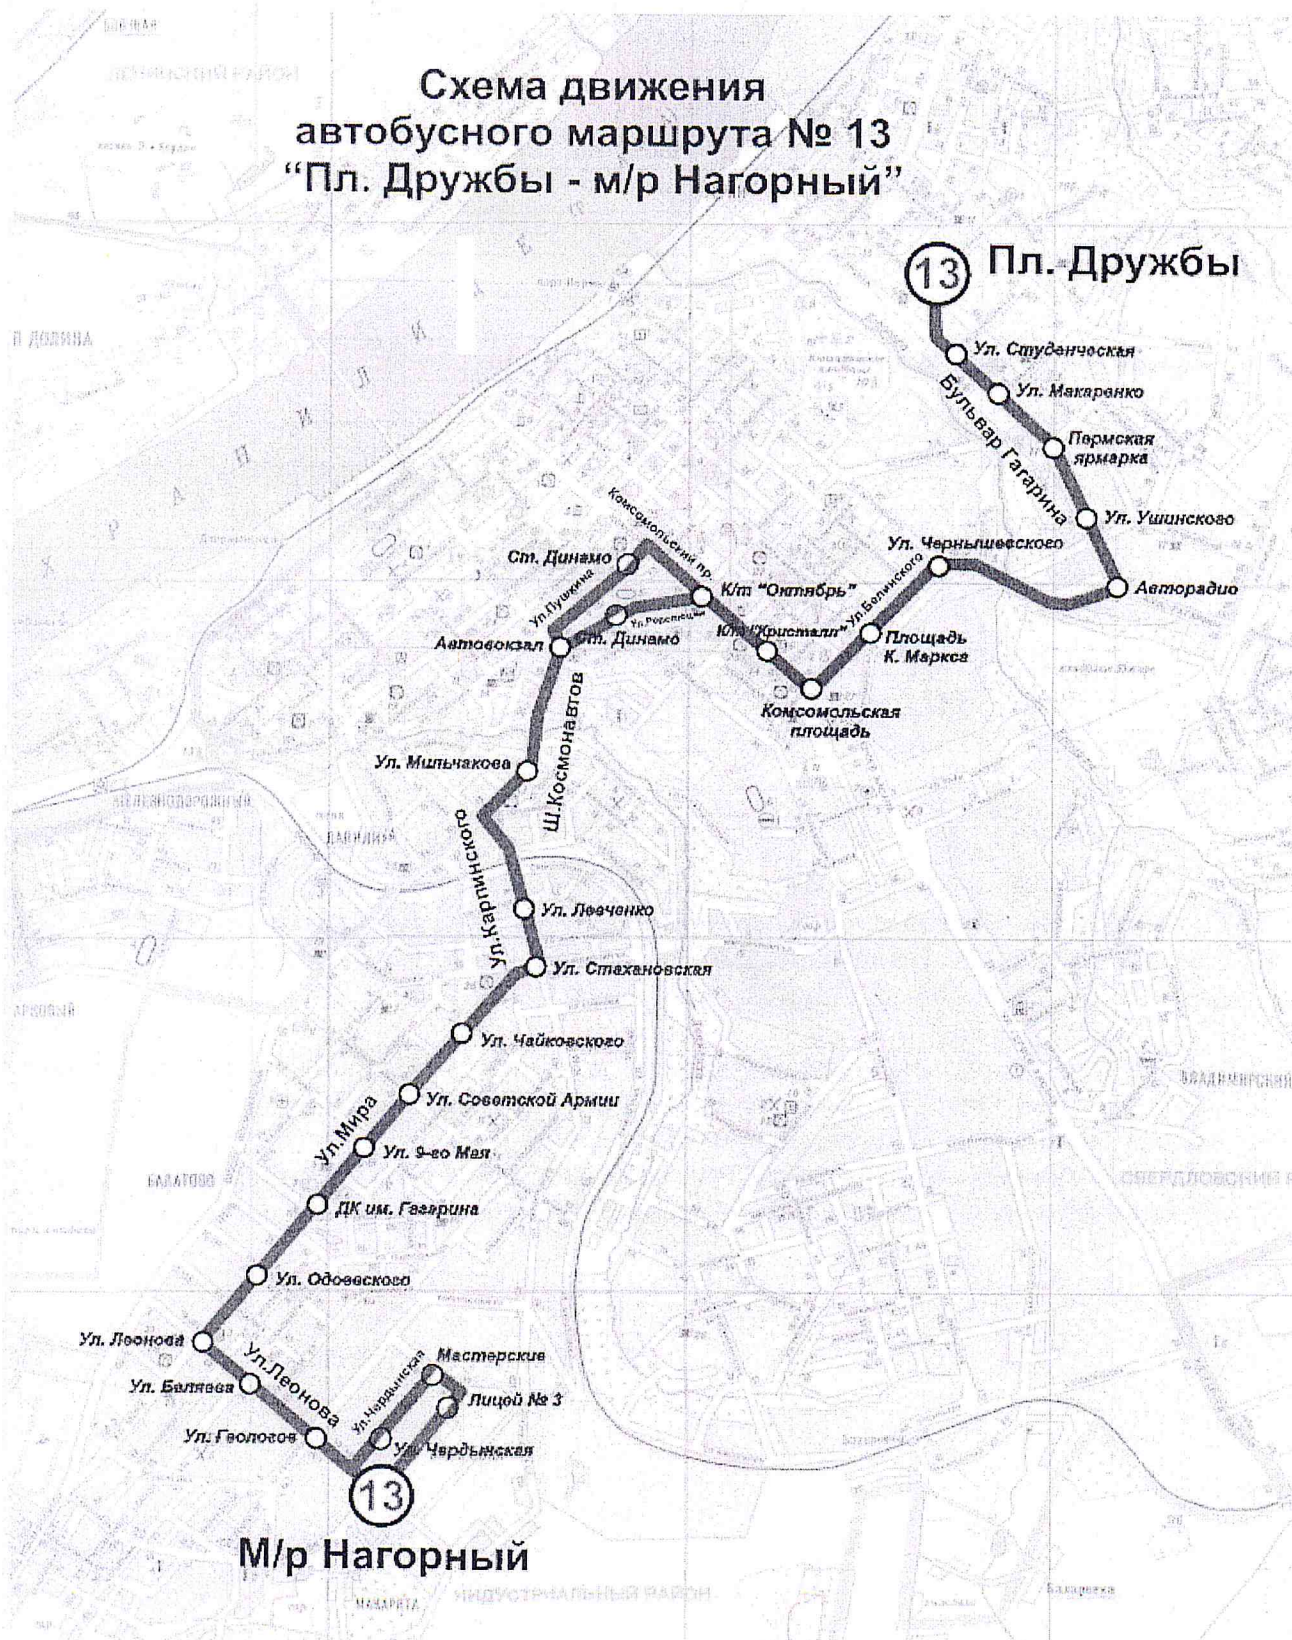 Схема движения
автобусного маршрута № 13
“Пл. Дружбы - м/р Нагорный”
13
Пл. Дружбы
Ул. Студенческая
Ул. Макаренко
Бульвар Гагарина
Пермская
ярмарка
Ул. Ушинского
Ул. Чернышевского
Авторадио
Комсомольский пр.
Ст. Динамо
Ул.Пушкина
К/т “Октябрь”
Ул.Белинского
К/т "Кристалл"
Ст. Динамо
Автовокзал
Площадь
К. Маркса
Комсомольская
площадь
Ул. Мильчакова
Ш.Космонавтов
Ул.Карпинского
Ул. Левченко
Ул. Стахановская
Ул. Чайковского
Ул. Советской Армии
Ул.Мира
Ул. 9-го Мая
ДК им. Гагарина
Ул. Одоевского
Ул. Леонова
Ул.Леонова
Ул. Беляева
Ул. Геологов
Мастерские
Ул.Чердынская
Лицей № 3
Ул. Чердынская
13
М/р Нагорный
БАЛАТОВО
ВЛАДИМИРСКИЙ
ИНДУСТРИАЛЬНЫЙ РАЙОН